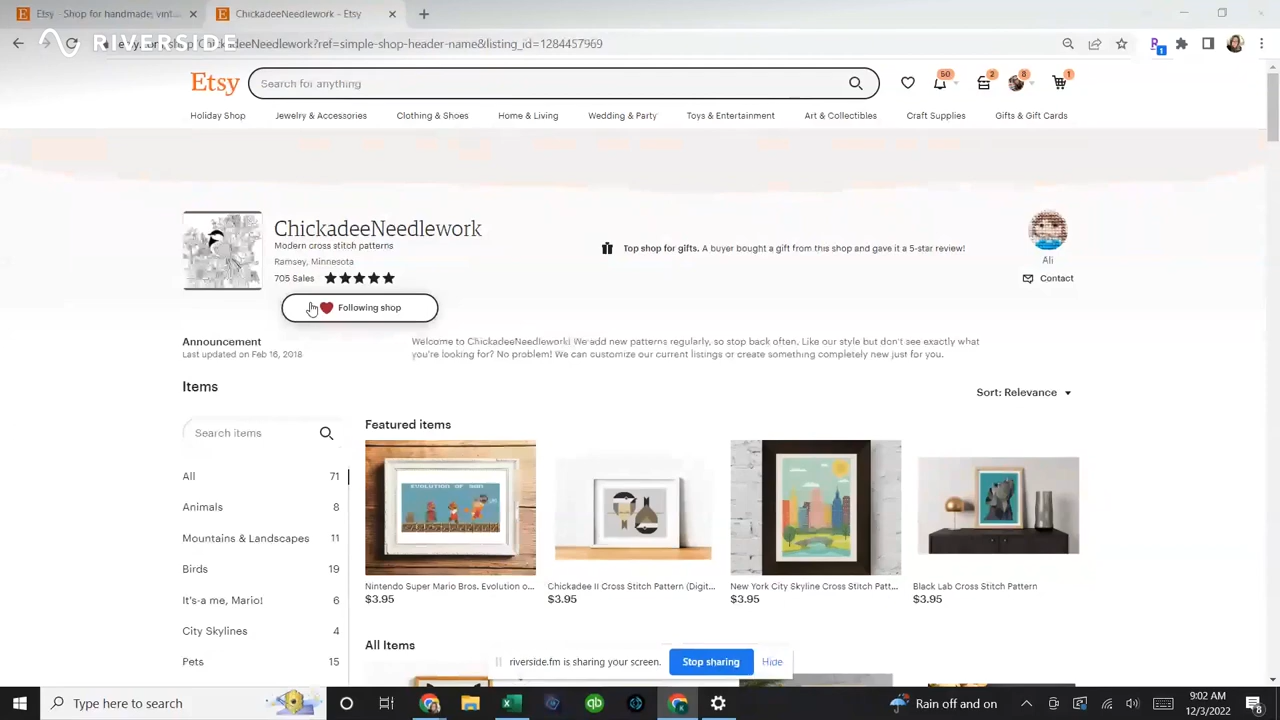 Etsy - Shop for handmade, vint
ChickadeeNeedlework - Etsy
RIVERSIDE
ChickadeeNeedlework?ref=simple-shop-header-name&listing_id=1284457969
1
Etsy
Search for anything
50
2
8
1
Holiday Shop
Jewelry & Accessories
Clothing & Shoes
Home & Living
Wedding & Party
Toys & Entertainment
Art & Collectibles
Craft Supplies
Gifts & Gift Cards
ChickadeeNeedlework
Modern cross stitch patterns
Ramsey, Minnesota
705 Sales
Following shop
Top shop for gifts. A buyer bought a gift from this shop and gave it a 5-star review!
Ali
Contact
Announcement
Last updated on Feb 16, 2018
Welcome to ChickadeeNeedlework! We add new patterns regularly, so stop back often. Like our style but don't see exactly what
you're looking for? No problem! We can customize our current listings or create something completely new just for you.
Items
Sort: Relevance
Search items
All 71
Animals 8
Mountains & Landscapes 11
Birds 19
It's-a me, Mario! 6
City Skylines 4
Pets 15
Featured items
EVOLUTION OF
Nintendo Super Mario Bros. Evolution o...
$3.95
Chickadee II Cross Stitch Pattern (Digit...
$3.95
New York City Skyline Cross Stitch Patt...
$3.95
Black Lab Cross Stitch Pattern
$3.95
All Items
riverside.fm is sharing your screen.
Stop sharing
Hide
Type here to search
qb
Rain off and on
9:02 AM
12/3/2022
8